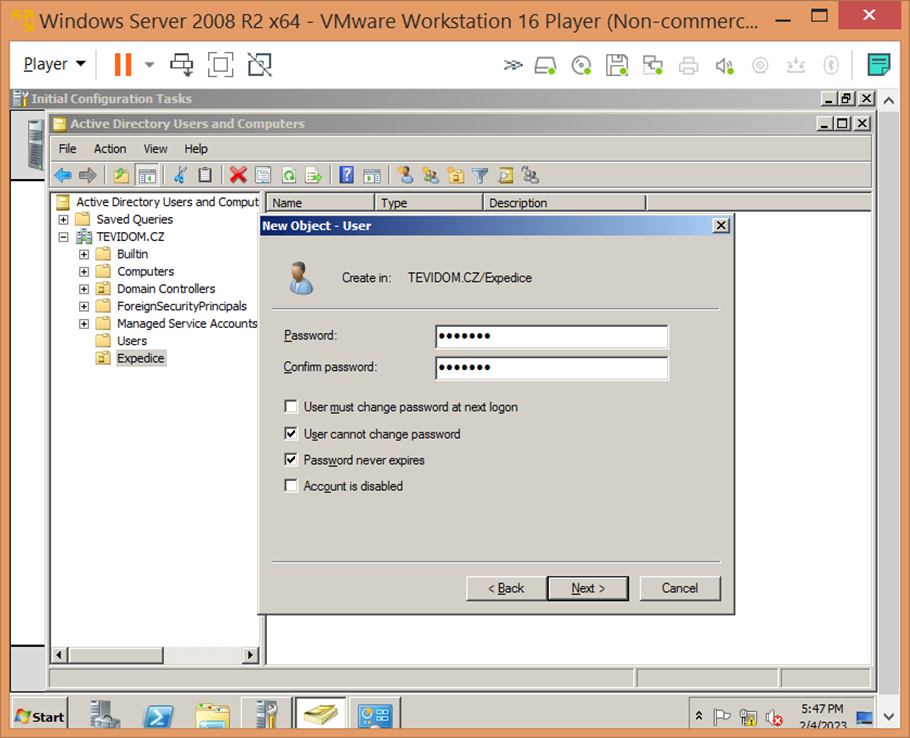 Windows Server 2008 R2 x64 - VMware Workstation 16 Player (Non-commerc...
Player
Initial Configuration Tasks
Active Directory Users and Computers
File Action View Help
Active Directory Users and Comput
Name Type Description
Saved Queries
TEVIDOM.CZ
Builtin
Computers
Domain Controllers
ForeignSecurityPrincipals
Managed Service Accounts
Users
Expedice
New Object - User
Create in: TEVIDOM.CZ/Expedice
Password:
Confirm password:
User must change password at next logon
User cannot change password
Password never expires
Account is disabled
< Back Next > Cancel
Start
5:47 PM
2/4/2023